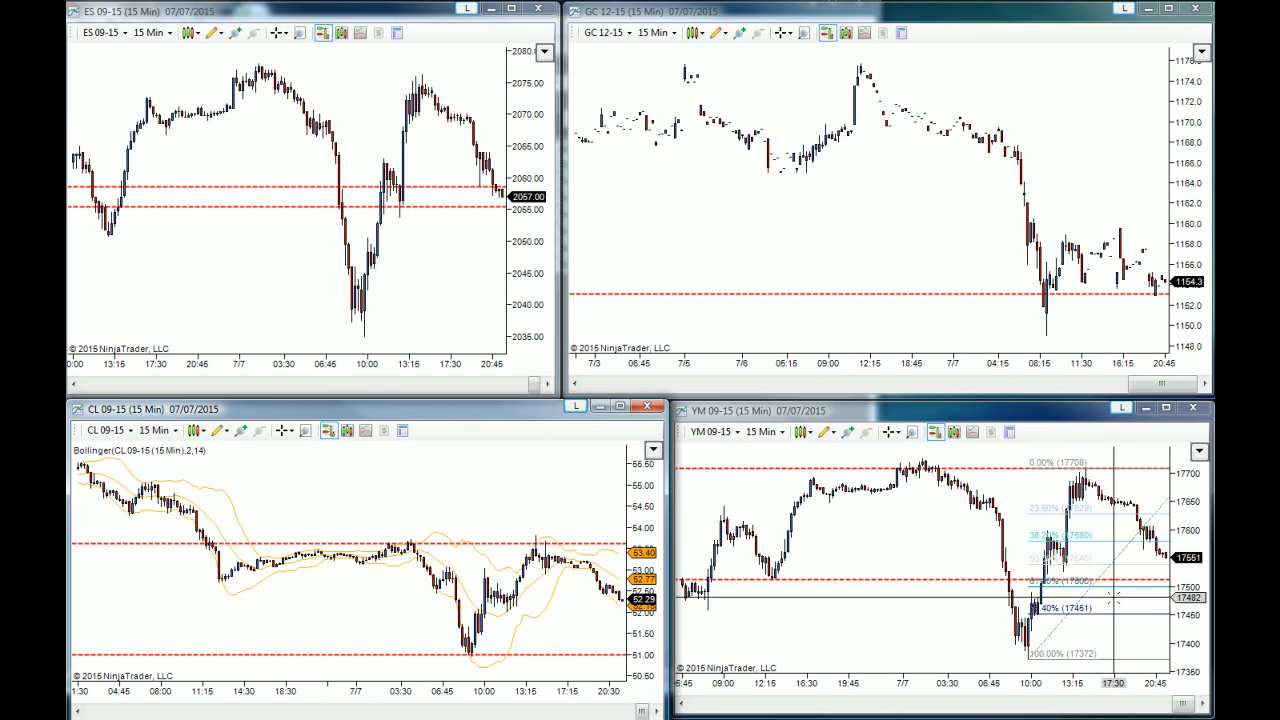 ES 09-15 (15 Min) 07/07/2015
L
ES 09-15 15 Min
2080.
2075.00
2070.00
2065.00
2060.00
2057.00
2055.00
2050.00
2045.00
2040.00
2035.00
© 2015 NinjaTrader, LLC
0:00 13:15 17:30 20:45 7/7 03:30 10:00 13:15 20:45
GC 12-15 (15 Min) 07/07/2015
L
GC 12-15 15 Min
1176.
1174.0
1172.0
1170.0
1168.0
1166.0
1164.0
1162.0
1160.0
1158.0
1156.0
1154.3
1152.0
1150.0
1148.0
© 2015 NinjaTrader, LLC
7/3 06:45 7/5 06:15 09:00 12:15 18:45 7/6 04:15 08:15 11:30 16:15 20:45
CL 09-15 (15 Min) 07/07/2015
L
CL 09-15 15 Min
Bollinger(CL 09-15 (15 Min),2,14)
55.50
55.00
54.50
54.00
53.40
53.00
52.77
52.29
51.50
51.00
50.50
© 2015 NinjaTrader, LLC
1:30 04:45 08:00 11:15 14:30 18:45 7/7 03:30 06:45 10:00 13:15 17:15 20:30
YM 09-15 (15 Min) 07/07/2015
L
YM 09-15 15 Min
0.00% (17708)
17700
17650
23.60% (17629)
17600
38.20% (17580)
17551
17500
17482
(17451)
17450
17400
100.00% (17372)
17350
© 2015 NinjaTrader, LLC
05:45 09:00 12:15 16:30 19:45 7/7 03:30 06:45 10:00 13:15 17:30 20:45